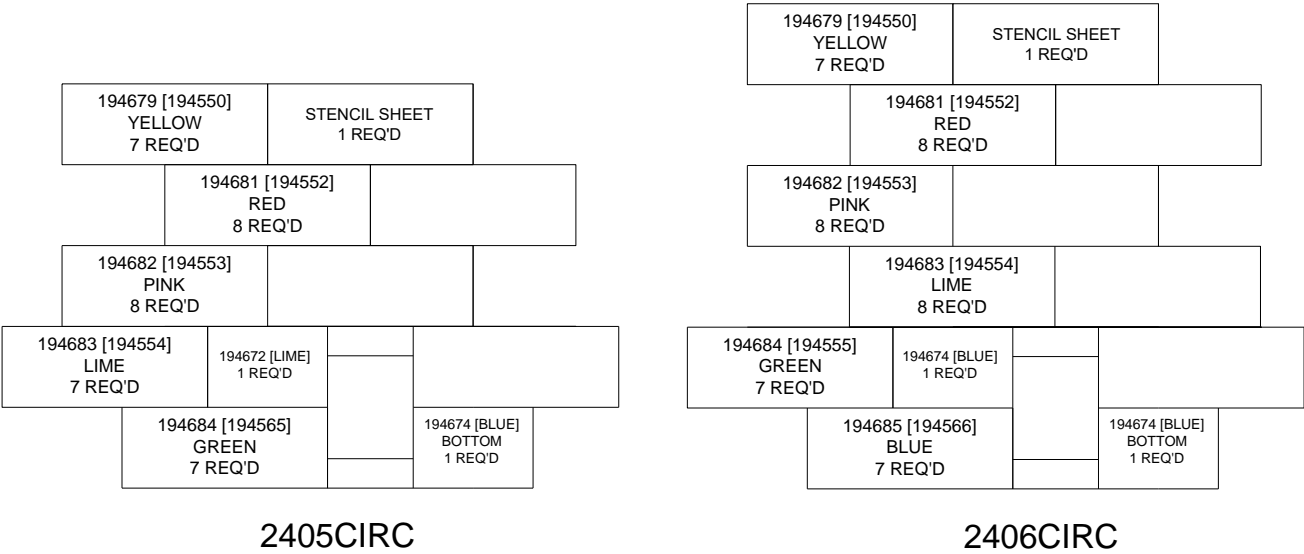 194679 [194550]
YELLOW
7 REQ'D
STENCIL SHEET
1 REQ'D
194681 [194552]
RED
8 REQ'D
194682 [194553]
PINK
8 REQ'D
194683 [194554]
LIME
7 REQ'D
194672 [LIME]
1 REQ'D
194684 [194565]
GREEN
7 REQ'D
194674 [BLUE]
BOTTOM
1 REQ'D
2405CIRC
194679 [194550]
YELLOW
7 REQ'D
STENCIL SHEET
1 REQ'D
194681 [194552]
RED
8 REQ'D
194682 [194553]
PINK
8 REQ'D
194683 [194554]
LIME
8 REQ'D
194684 [194555]
GREEN
7 REQ'D
194674 [BLUE]
1 REQ'D
194685 [194566]
BLUE
7 REQ'D
194674 [BLUE]
BOTTOM
1 REQ'D
2406CIRC